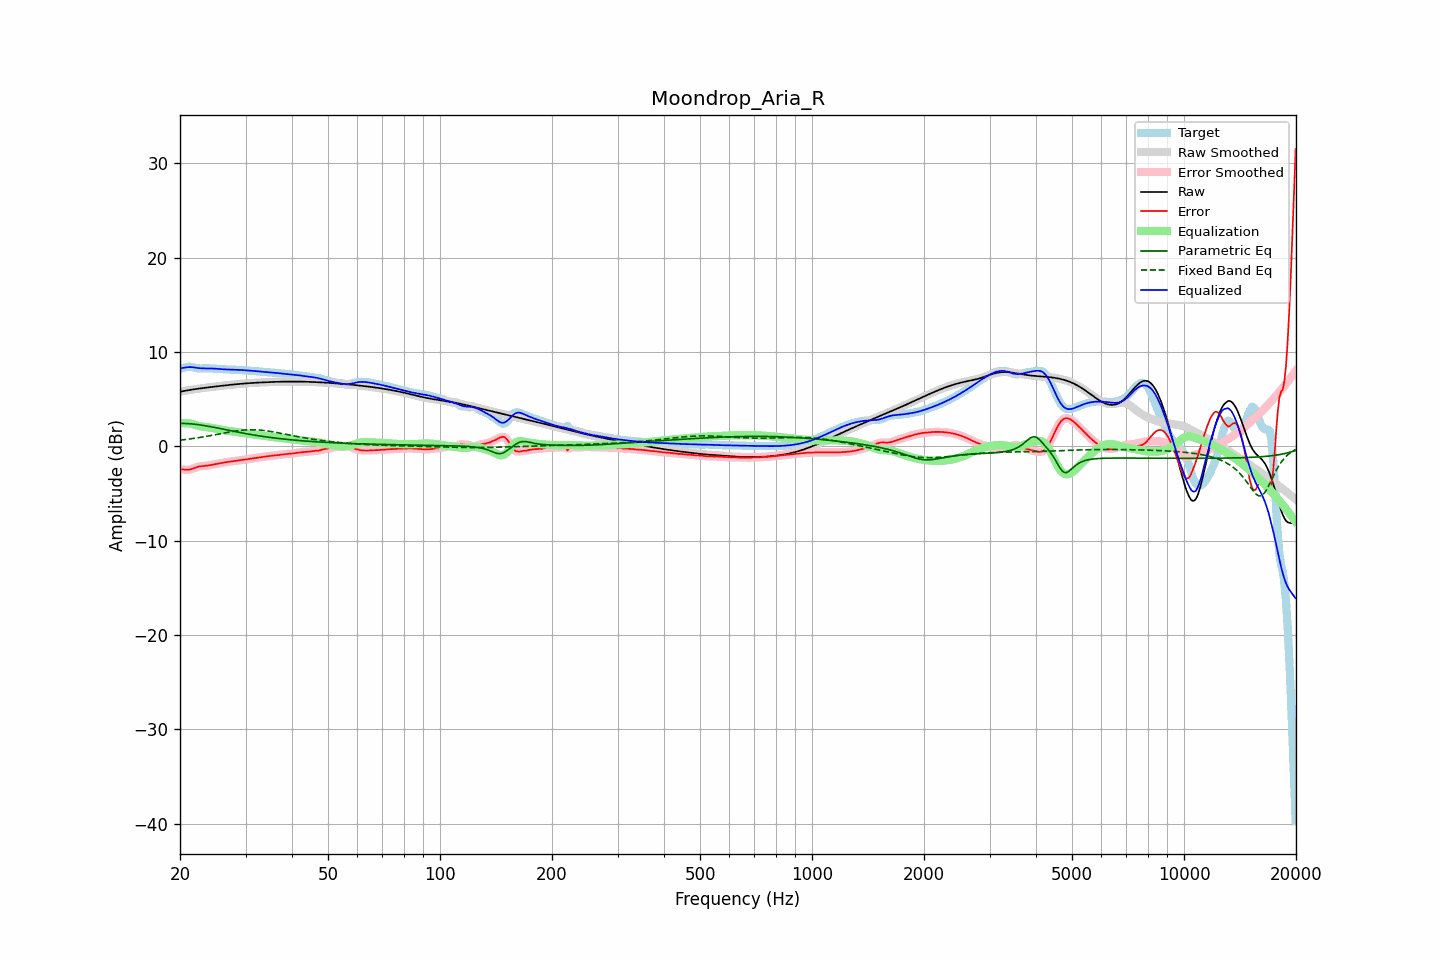 Moondrop_Aria_R
Target
Raw Smoothed
Error Smoothed
Raw
Error
Equalization
Parametric Eq
Fixed Band Eq
Equalized
Amplitude (dBr)
30
20
10
0
−10
−20
−30
−40
20 50 100 200 500 1000 2000 5000 10000 20000
Frequency (Hz)